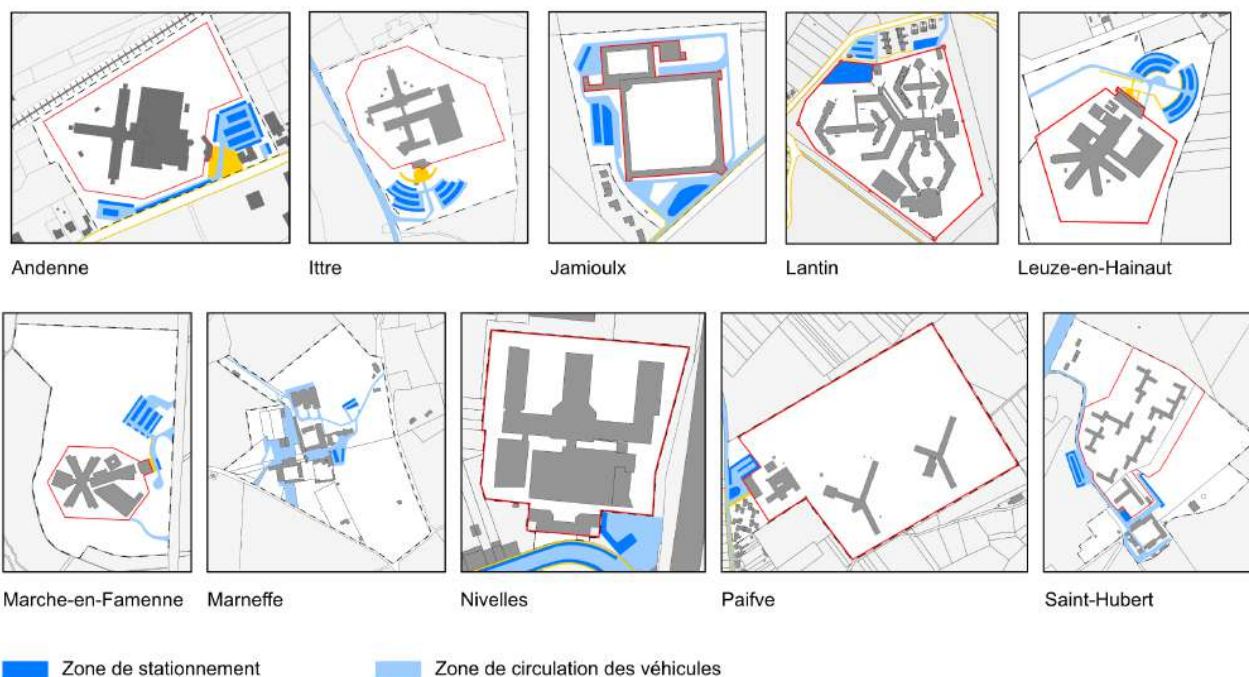 Andenne
Ittre
Jamioulx
Lantin
Leuze-en-Hainaut
Marche-en-Famenne
Marneffe
Nivelles
Paifve
Saint-Hubert
Zone de stationnement
Zone de circulation des véhicules